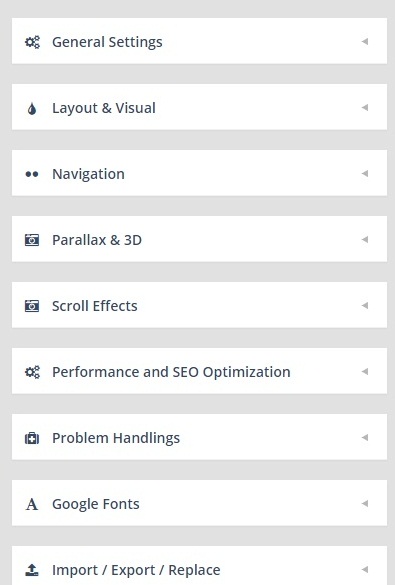 General Settings
Layout & Visual
Navigation
Parallax & 3D
Scroll Effects
Performance and SEO Optimization
Problem Handlings
Google Fonts
Import / Export / Replace